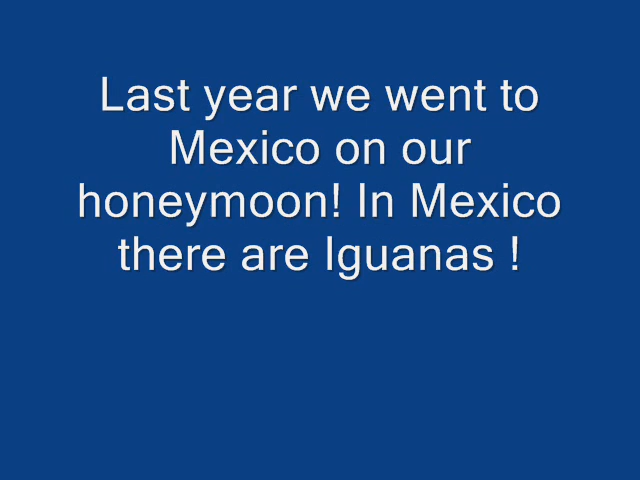 Last year we went to
Mexico on our
honeymoon! In Mexico
there are Iguanas !